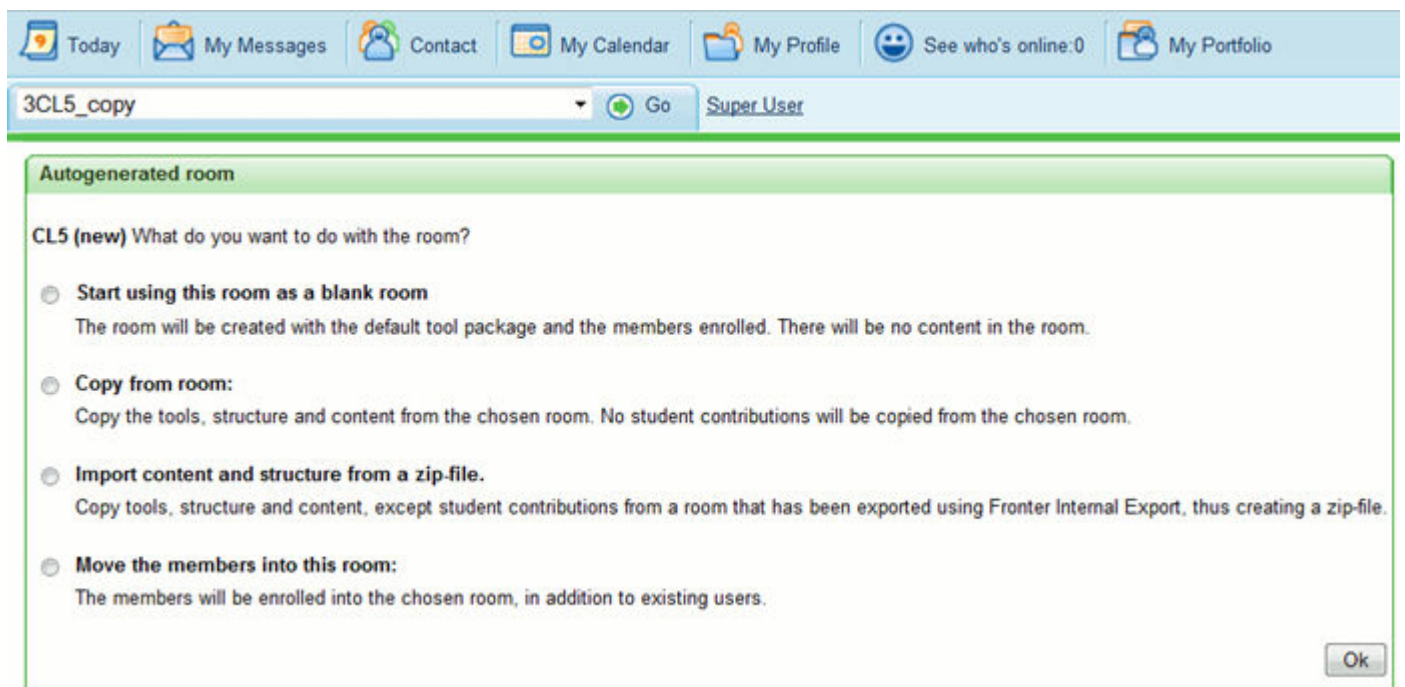 Today My Messages Contact My Calendar My Profile See who's online:0 My Portfolio
3CL5_copy Go Super User
Autogenerated room
CL5 (new) What do you want to do with the room?
Start using this room as a blank room
The room will be created with the default tool package and the members enrolled. There will be no content in the room.
Copy from room:
Copy the tools, structure and content from the chosen room. No student contributions will be copied from the chosen room.
Import content and structure from a zip-file.
Copy tools, structure and content, except student contributions from a room that has been exported using Fronter Internal Export, thus creating a zip-file.
Move the members into this room:
The members will be enrolled into the chosen room, in addition to existing users.
Ok